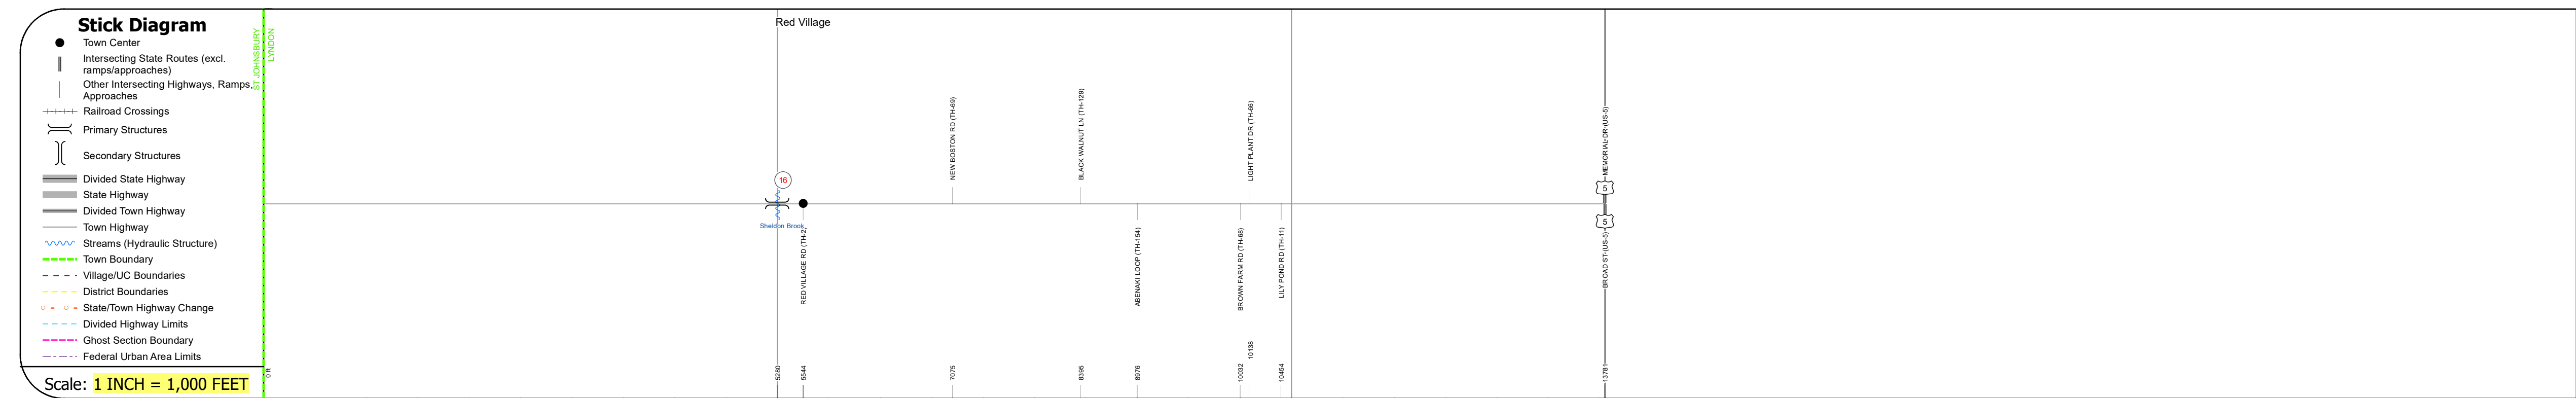 Stick Diagram
Town Center
Intersecting State Routes (excl.
ramps/approaches)
Other Intersecting Highways, Ramps,
Approaches
Railroad Crossings
Primary Structures
Secondary Structures
Divided State Highway
State Highway
Divided Town Highway
Town Highway
Streams (Hydraulic Structure)
Town Boundary
Village/UC Boundaries
District Boundaries
State/Town Highway Change
Divided Highway Limits
Ghost Section Boundary
Federal Urban Area Limits
Scale: 1 INCH = 1,000 FEET
ST JOHNSBURY
LYNDON
Red Village
NEW BOSTON RD (TH-69)
BLACK WALNUT LN (TH-129)
LIGHT PLANT DR (TH-66)
MEMORIAL DR (US-5)
16
5
5
Sheldon Brook
RED VILLAGE RD (TH-2)
ABENAKI LOOP (TH-154)
BROWN FARM RD (TH-68)
LILY POND RD (TH-11)
BROAD ST (US-5)
0 ft
5280
5544
7075
8395
8976
10032
10138
10454
13781